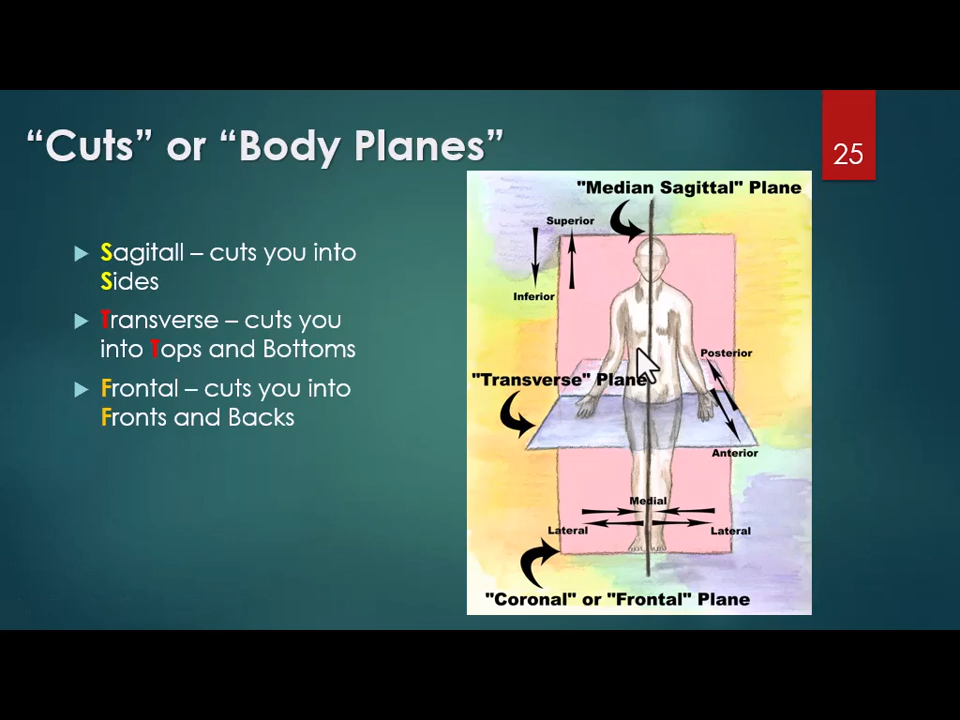 “Cuts” or “Body Planes”
25
Sagitall – cuts you into
Sides
Transverse – cuts you
into Tops and Bottoms
Frontal – cuts you into
Fronts and Backs
"Median Sagittal" Plane
Superior
Inferior
Posterior
"Transverse" Plane
Anterior
Medial
Lateral
Lateral
"Coronal" or "Frontal" Plane